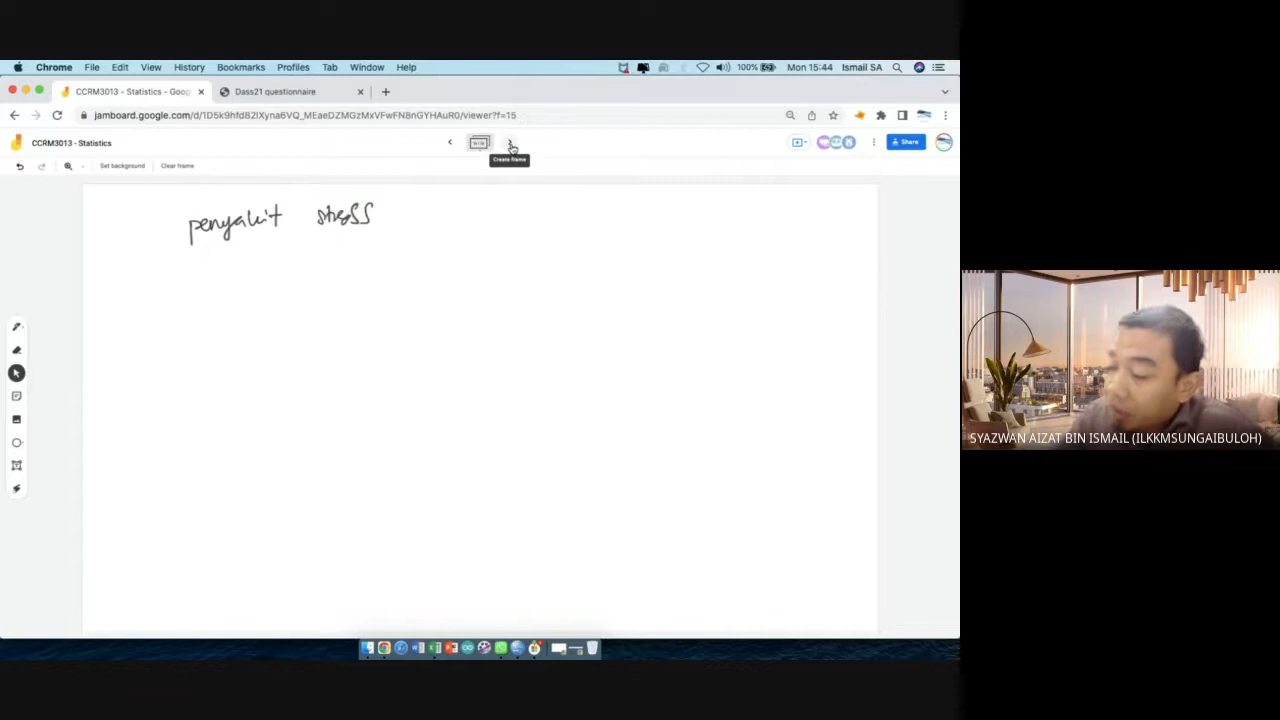 Chrome File Edit View History Bookmarks Profiles Tab Window Help 100% Mon 15:44 Ismail SA
CCRM3013 - Statistics - Goog Dass21 questionnaire
jamboard.google.com/d/1D5k9hfd82IXyna6VQ_MEaeDZMGzMxVFwFN8nGYHAuR0/viewer?f=15
CCRM3013 - Statistics Share
Create frame
Set background Clear frame
penyakit stress
SYAZWAN AIZAT BIN ISMAIL (ILKKMSUNGAIBULOH)